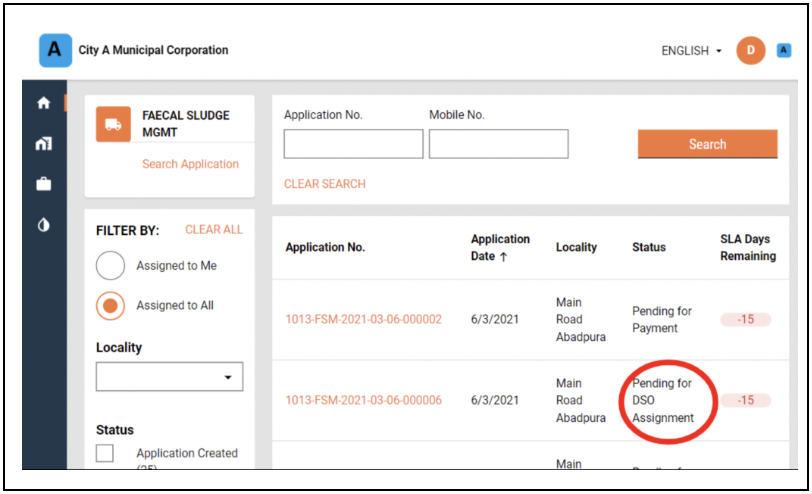 A
City A Municipal Corporation
ENGLISH
D
A
FAECAL SLUDGE
MGMT
Search Application
Application No.
Mobile No.
Search
CLEAR SEARCH
FILTER BY:
CLEAR ALL
Assigned to Me
Assigned to All
Locality
Status
Application Created
Application No.
Application
Date ↑
Locality
Status
SLA Days
Remaining
1013-FSM-2021-03-06-000002
6/3/2021
Main
Road
Abadpura
Pending for
Payment
-15
1013-FSM-2021-03-06-000006
6/3/2021
Main
Road
Abadpura
Pending for
DSO
Assignment
-15
Main